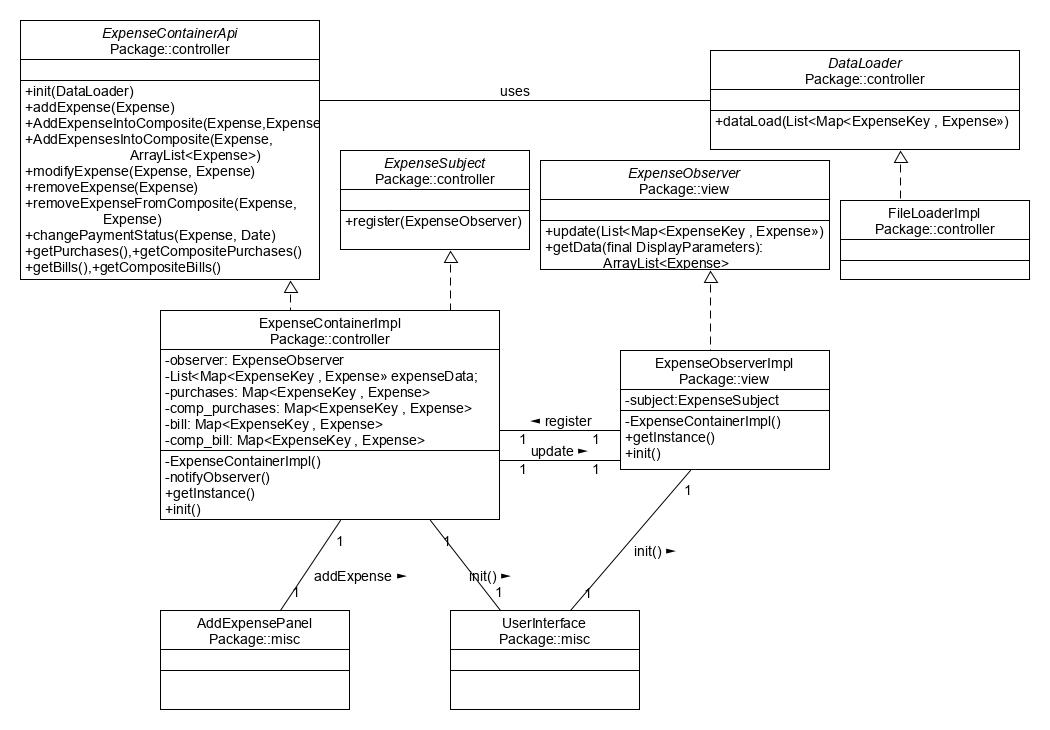 ExpenseContainerApi
Package::controller
+init(DataLoader)
+addExpense(Expense)
+AddExpenseIntoComposite(Expense,Expense
+AddExpensesIntoComposite(Expense,
ArrayList<Expense>)
+modifyExpense(Expense, Expense)
+removeExpense(Expense)
+removeExpenseFromComposite(Expense,
Expense)
+changePaymentStatus(Expense, Date)
+getPurchases(),+getCompositePurchases()
+getBills(),+getCompositeBills()
uses
DataLoader
Package::controller
+dataLoad(List<Map<ExpenseKey , Expense»)
ExpenseSubject
Package::controller
+register(ExpenseObserver)
ExpenseObserver
Package::view
+update(List<Map<ExpenseKey , Expense»)
+getData(final DisplayParameters):
ArrayList<Expense>
FileLoaderImpl
Package::controller
ExpenseContainerImpl
Package::controller
-observer: ExpenseObserver
-List<Map<ExpenseKey , Expense» expenseData;
-purchases: Map<ExpenseKey , Expense>
-comp_purchases: Map<ExpenseKey , Expense>
-bill: Map<ExpenseKey , Expense>
-comp_bill: Map<ExpenseKey , Expense>
-ExpenseContainerImpl()
-notifyObserver()
+getInstance()
+init()
◄ register
1 1
update ►
1 1
ExpenseObserverImpl
Package::view
-subject:ExpenseSubject
-ExpenseContainerImpl()
+getInstance()
+init()
1
addExpense ►
1
1
init() ►
1
1
init() ►
1
AddExpensePanel
Package::misc
UserInterface
Package::misc